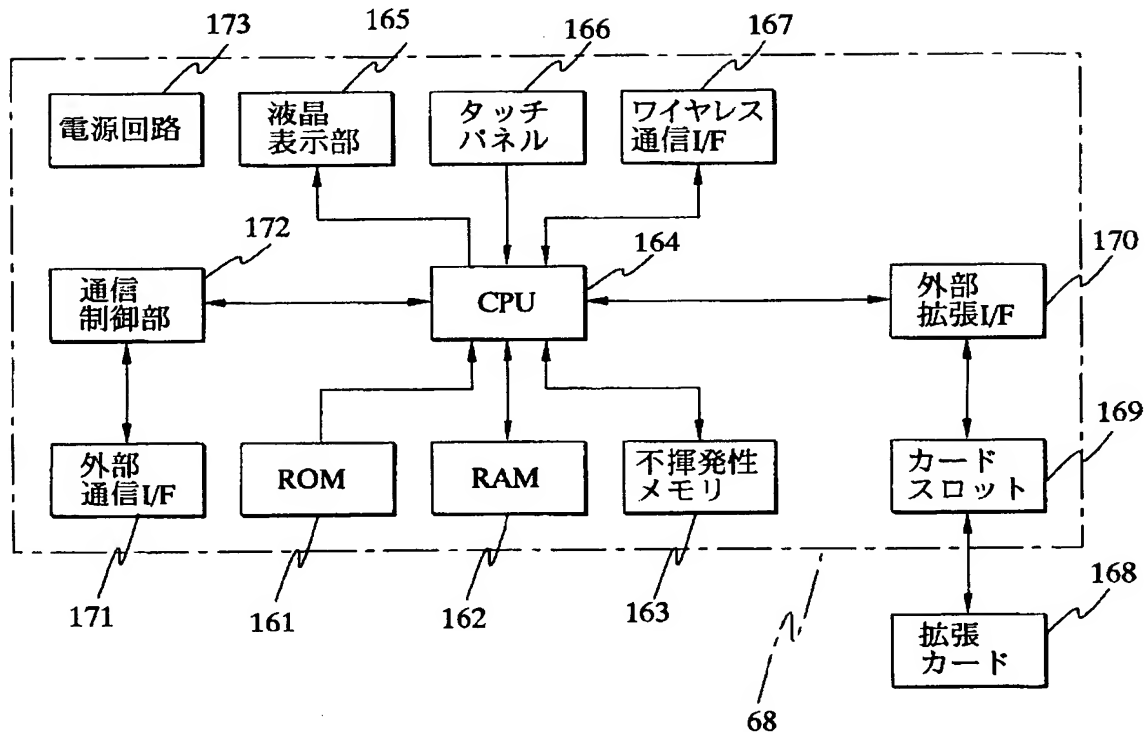 173
165
166
167
電源回路
液晶
表示部
タッチ
パネル
ワイヤレス
通信I/F
172
164
170
通信
制御部
CPU
外部
拡張I/F
169
外部
通信I/F
ROM
RAM
不揮発性
メモリ
カード
スロット
171
161
162
163
168
拡張
カード
68